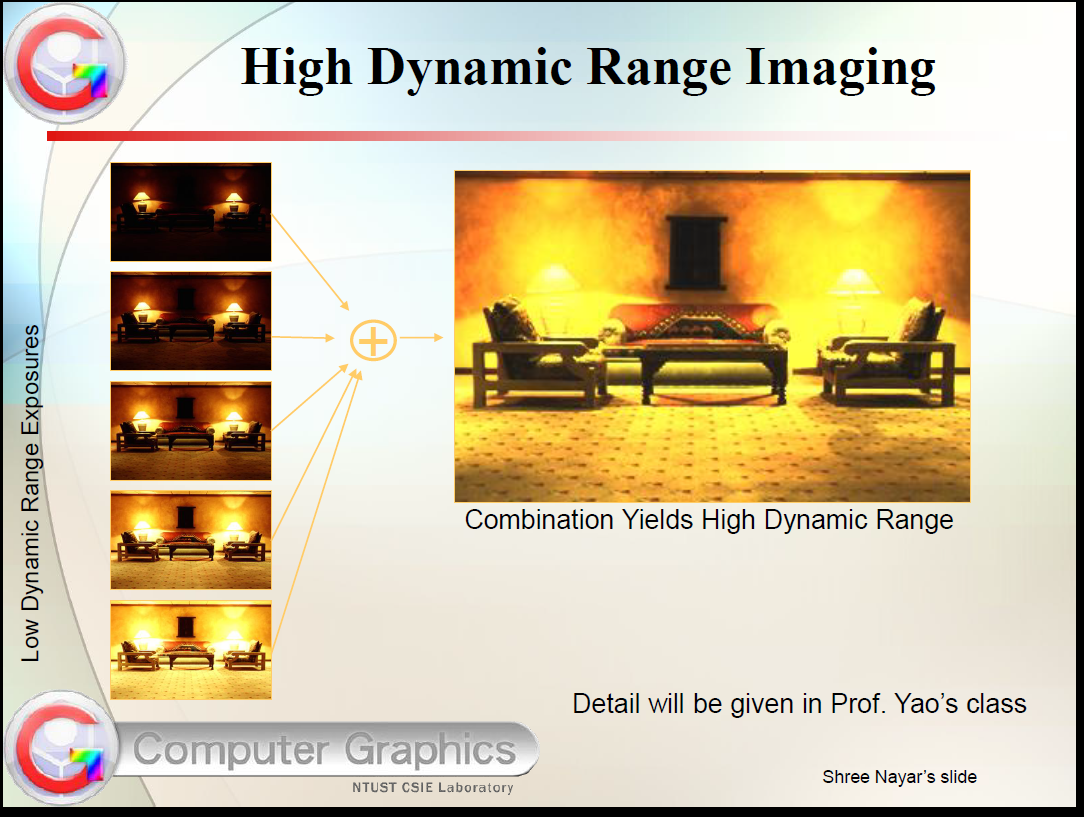 High Dynamic Range Imaging
Low Dynamic Range Exposures
Combination Yields High Dynamic Range
Detail will be given in Prof. Yao’s class
Computer Graphics
NTUST CSIE Laboratory
Shree Nayar’s slide